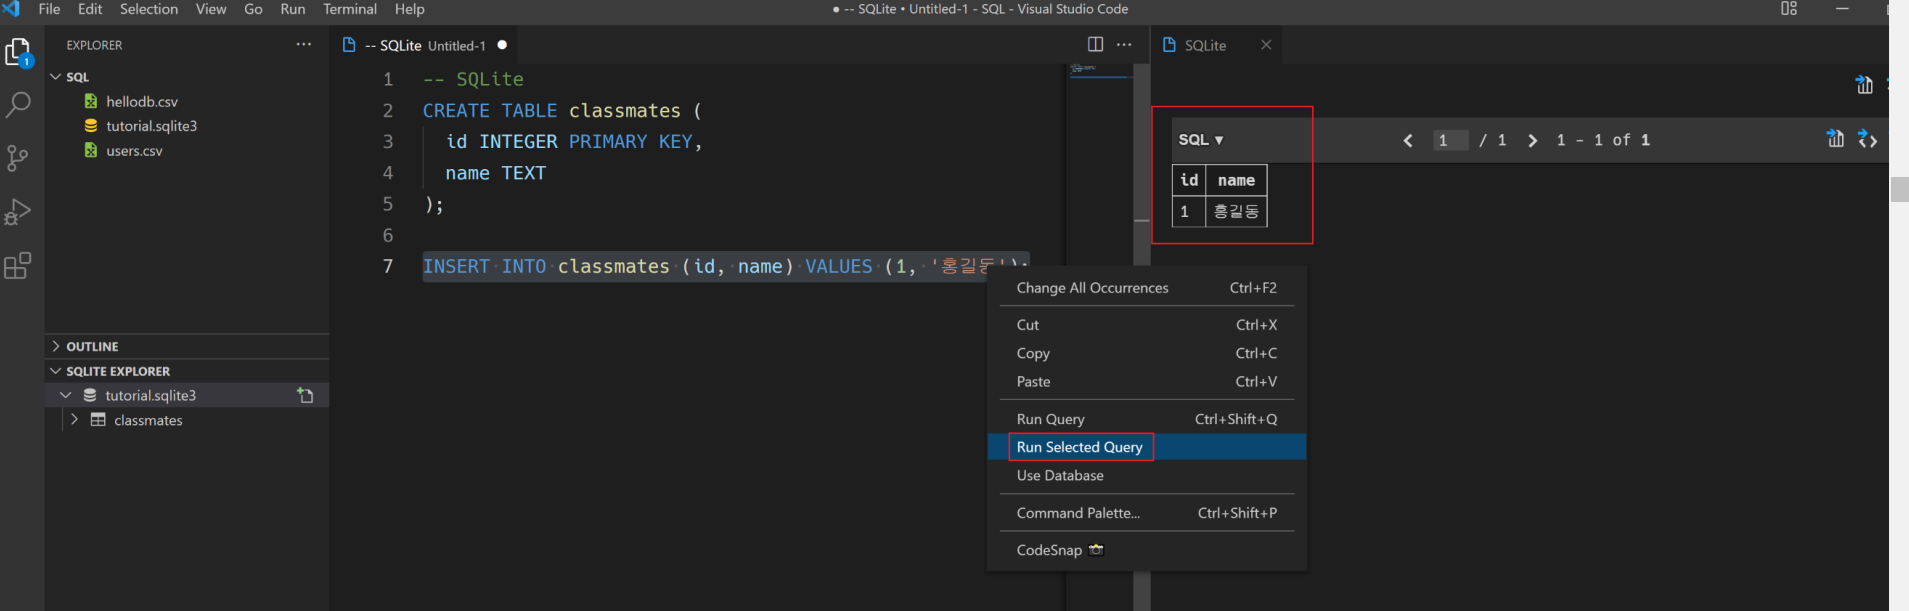 File Edit Selection View Go Run Terminal Help
● -- SQLite • Untitled-1 - SQL - Visual Studio Code
1
EXPLORER ...
SQL
hellodb.csv
tutorial.sqlite3
users.csv
OUTLINE
SQLITE EXPLORER
tutorial.sqlite3
classmates
-- SQLite Untitled-1 ●
1 -- SQLite
2 CREATE TABLE classmates (
3 id INTEGER PRIMARY KEY,
4 name TEXT
5 );
6
7 INSERT INTO classmates (id, name) VALUES (1, '홍길동');
Change All Occurrences Ctrl+F2
Cut Ctrl+X
Copy Ctrl+C
Paste Ctrl+V
Run Query Ctrl+Shift+Q
Run Selected Query
Use Database
Command Palette... Ctrl+Shift+P
CodeSnap 📸
SQLite
SQL ▼ < 1 / 1 > 1 - 1 of 1
id name
1 홍길동